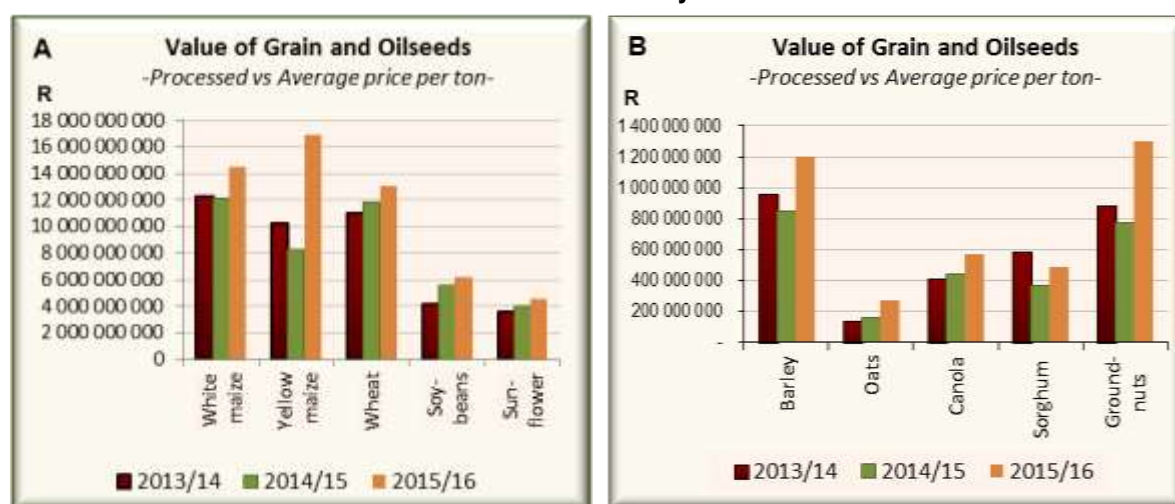 A
Value of Grain and Oilseeds
-Processed vs Average price per ton-
R
18 000 000 000
16 000 000 000
14 000 000 000
12 000 000 000
10 000 000 000
8 000 000 000
6 000 000 000
4 000 000 000
2 000 000 000
0
White
maize
Yellow
maize
Wheat
Soy-
beans
Sun-
flower
2013/14 2014/15 2015/16
B
Value of Grain and Oilseeds
-Processed vs Average price per ton-
R
1 400 000 000
1 200 000 000
1 000 000 000
800 000 000
600 000 000
400 000 000
200 000 000
-
Barley
Oats
Canola
Sorghum
Ground-
nuts
2013/14 2014/15 2015/16